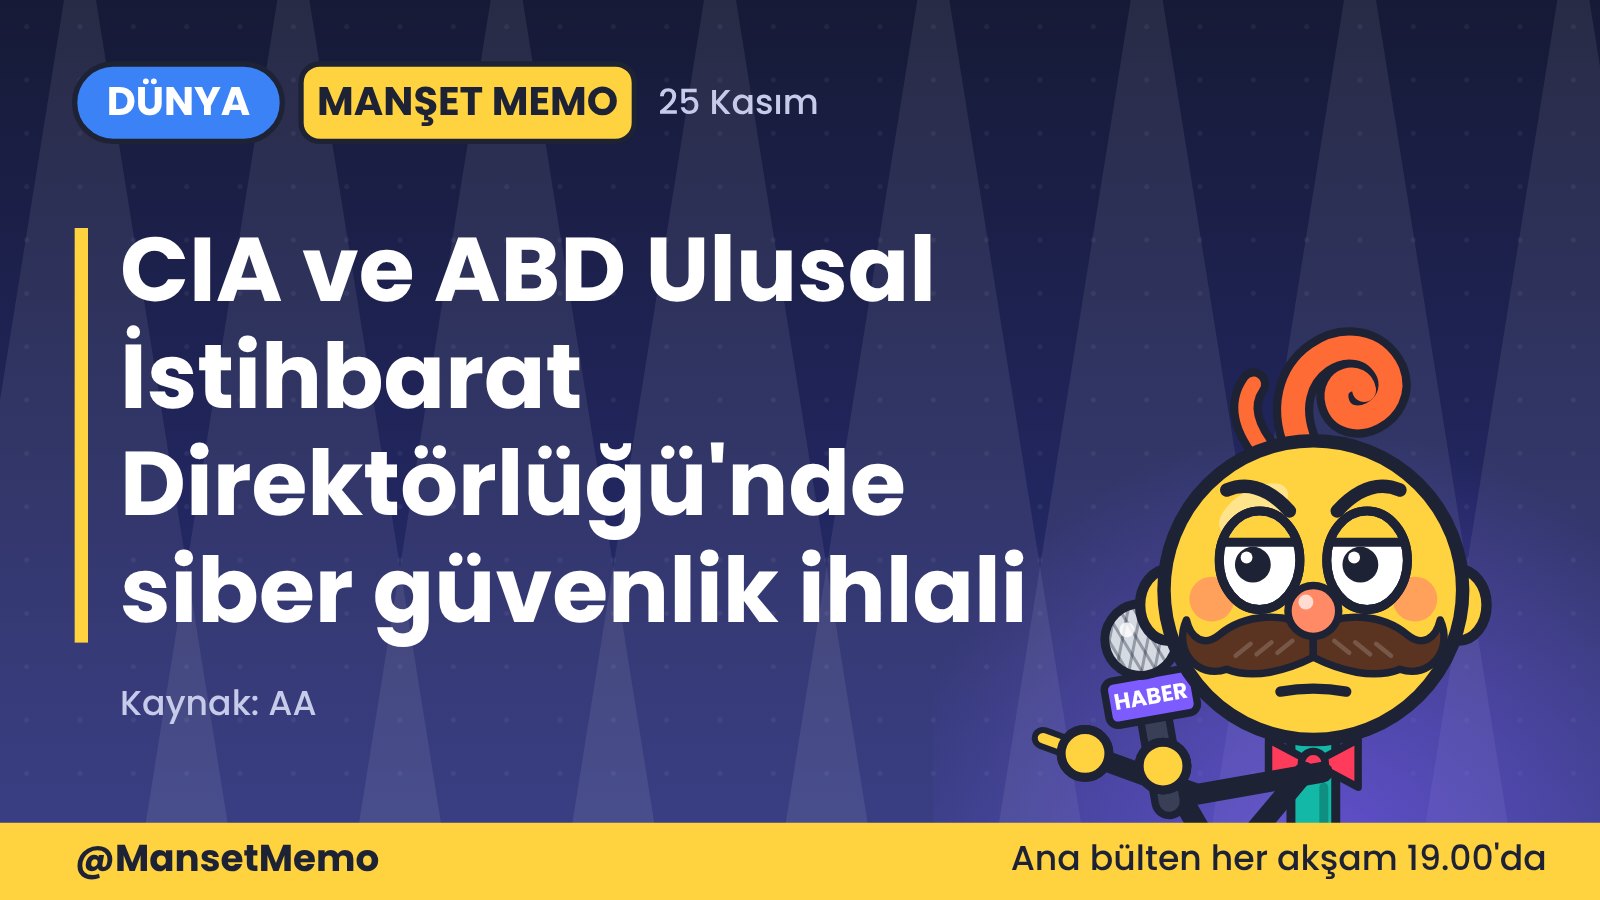 DÜNYA MANŞET MEMO 25 Kasım
CIA ve ABD Ulusal
İstihbarat
Direktörlüğü'nde
siber güvenlik ihlali
Kaynak: AA
HABER
@MansetMemo
Ana bülten her akşam 19.00'da